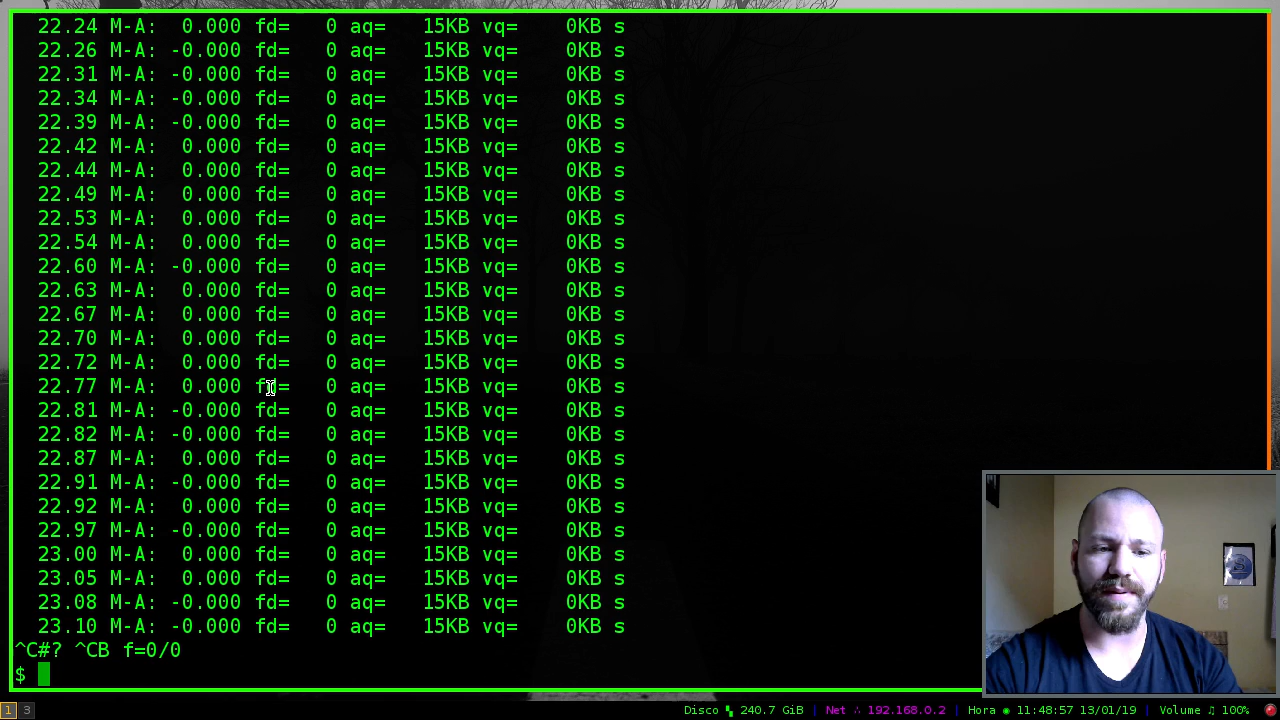 22.24 M-A:  0.000 fd=   0 aq=   15KB vq=    0KB s
22.26 M-A: -0.000 fd=   0 aq=   15KB vq=    0KB s
22.31 M-A: -0.000 fd=   0 aq=   15KB vq=    0KB s
22.34 M-A: -0.000 fd=   0 aq=   15KB vq=    0KB s
22.39 M-A: -0.000 fd=   0 aq=   15KB vq=    0KB s
22.42 M-A:  0.000 fd=   0 aq=   15KB vq=    0KB s
22.44 M-A:  0.000 fd=   0 aq=   15KB vq=    0KB s
22.49 M-A:  0.000 fd=   0 aq=   15KB vq=    0KB s
22.53 M-A:  0.000 fd=   0 aq=   15KB vq=    0KB s
22.54 M-A:  0.000 fd=   0 aq=   15KB vq=    0KB s
22.60 M-A: -0.000 fd=   0 aq=   15KB vq=    0KB s
22.63 M-A:  0.000 fd=   0 aq=   15KB vq=    0KB s
22.67 M-A:  0.000 fd=   0 aq=   15KB vq=    0KB s
22.70 M-A:  0.000 fd=   0 aq=   15KB vq=    0KB s
22.72 M-A:  0.000 fd=   0 aq=   15KB vq=    0KB s
22.77 M-A:  0.000 fd=   0 aq=   15KB vq=    0KB s
22.81 M-A: -0.000 fd=   0 aq=   15KB vq=    0KB s
22.82 M-A: -0.000 fd=   0 aq=   15KB vq=    0KB s
22.87 M-A:  0.000 fd=   0 aq=   15KB vq=    0KB s
22.91 M-A: -0.000 fd=   0 aq=   15KB vq=    0KB s
22.92 M-A:  0.000 fd=   0 aq=   15KB vq=    0KB s
22.97 M-A: -0.000 fd=   0 aq=   15KB vq=    0KB s
23.00 M-A:  0.000 fd=   0 aq=   15KB vq=    0KB s
23.05 M-A:  0.000 fd=   0 aq=   15KB vq=    0KB s
23.08 M-A: -0.000 fd=   0 aq=   15KB vq=    0KB s
23.10 M-A: -0.000 fd=   0 aq=   15KB vq=    0KB s
^C#? ^CB f=0/0
$
1 3 Disco ▚ 240.7 GiB | Net ∴ 192.168.0.2 | Hora ◉ 11:48:57 13/01/19 | Volume ♫ 100%